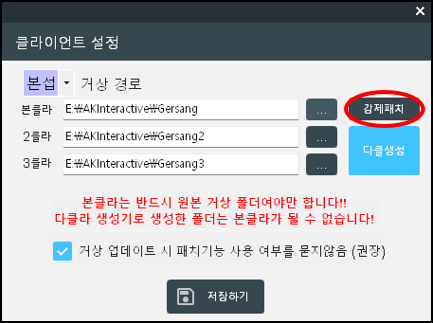 클라이언트 설정
본섭 거상 경로
본클라 E:\AKInteractive\Gersang ... 강제패치
2클라 E:\AKInteractive\Gersang2 ... 다클생성
3클라 E:\AKInteractive\Gersang3 ...
본클라는 반드시 원본 거상 폴더여야만 합니다!!
다클라 생성기로 생성한 폴더는 본클라가 될 수 없습니다!
거상 업데이트 시 패치기능 사용 여부를 묻지않음 (권장)
저장하기